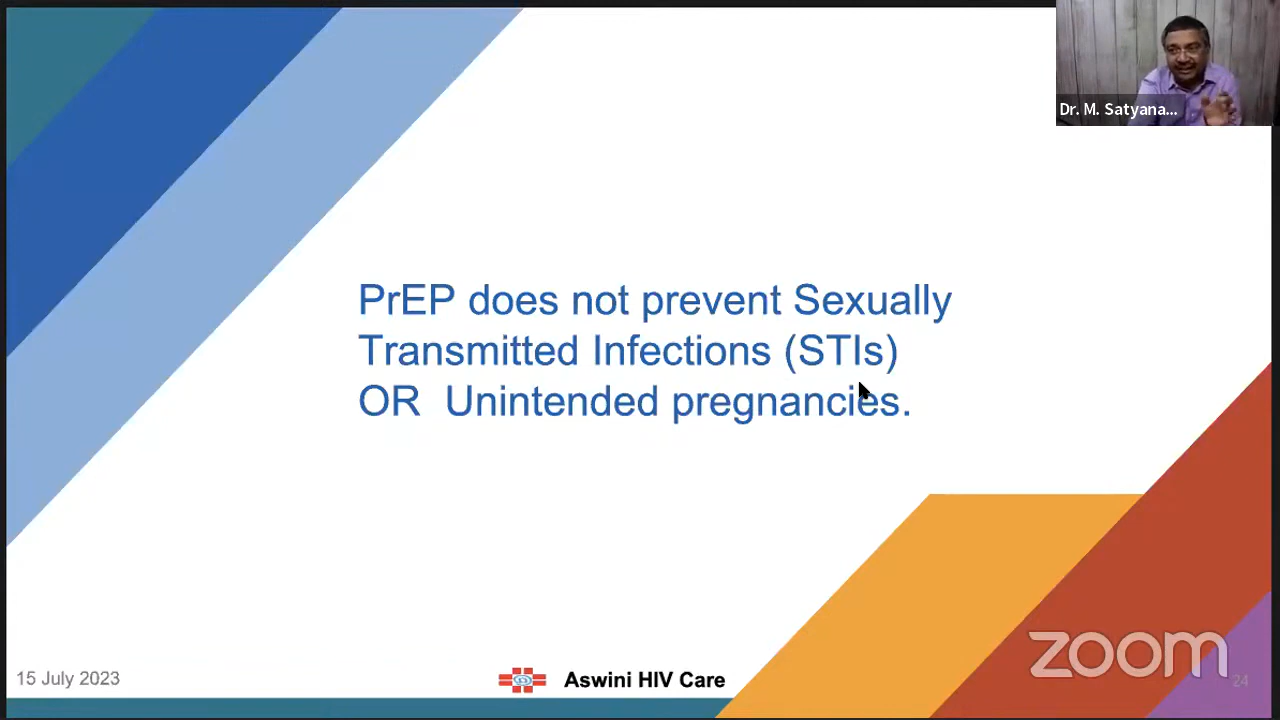 Dr. M. Satyana...
PrEP does not prevent Sexually
Transmitted Infections (STIs)
OR Unintended pregnancies.
15 July 2023
Aswini HIV Care
zoom
24